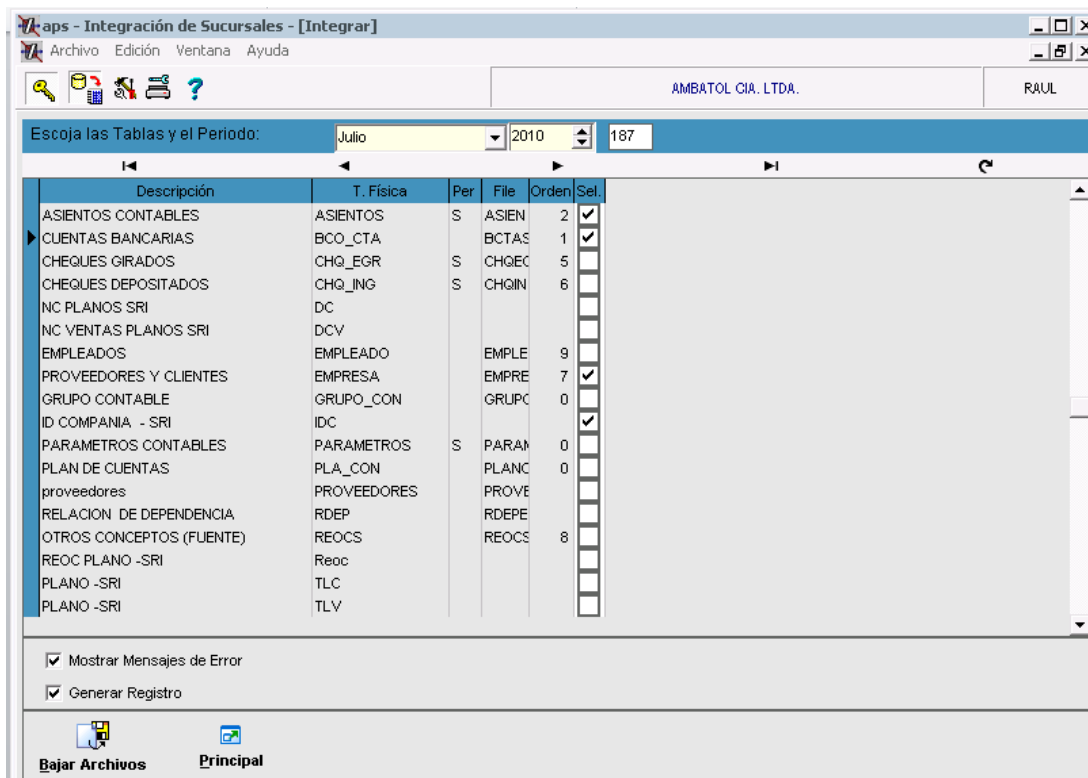 aps - Integración de Sucursales - [Integrar]
Archivo Edición Ventana Ayuda
AMBATOL CIA. LTDA. RAUL
Escoja las Tablas y el Periodo: Julio 2010 187
Descripción T. Física Per File Orden Sel.
ASIENTOS CONTABLES ASIENTOS S ASIEN 2
CUENTAS BANCARIAS BCO_CTA BCTAS 1
CHEQUES GIRADOS CHQ_EGR S CHQEG 5
CHEQUES DEPOSITADOS CHQ_ING S CHQIN 6
NC PLANOS SRI DC
NC VENTAS PLANOS SRI DCV
EMPLEADOS EMPLEADO EMPLE 9
PROVEEDORES Y CLIENTES EMPRESA EMPRE 7
GRUPO CONTABLE GRUPO_CON GRUPO 0
ID COMPANIA - SRI IDC
PARAMETROS CONTABLES PARAMETROS S PARAM 0
PLAN DE CUENTAS PLA_CON PLANC 0
proveedores PROVEEDORES PROVE
RELACION DE DEPENDENCIA RDEP RDEPE
OTROS CONCEPTOS (FUENTE) REOCS REOCS 8
REOC PLANO -SRI Reoc
PLANO -SRI TLC
PLANO -SRI TLV
Mostrar Mensajes de Error
Generar Registro
Bajar Archivos Principal